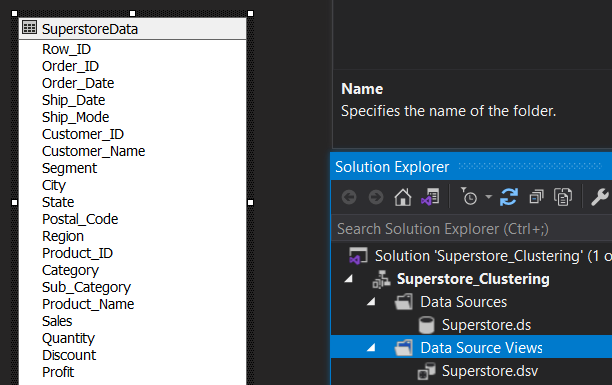 SuperstoreData
Row_ID
Order_ID
Order_Date
Ship_Date
Ship_Mode
Customer_ID
Customer_Name
Segment
City
State
Postal_Code
Region
Product_ID
Category
Sub_Category
Product_Name
Sales
Quantity
Discount
Profit
Name
Specifies the name of the folder.
Solution Explorer
Search Solution Explorer (Ctrl+;)
Solution 'Superstore_Clustering' (1 o
Superstore_Clustering
Data Sources
Superstore.ds
Data Source Views
Superstore.dsv